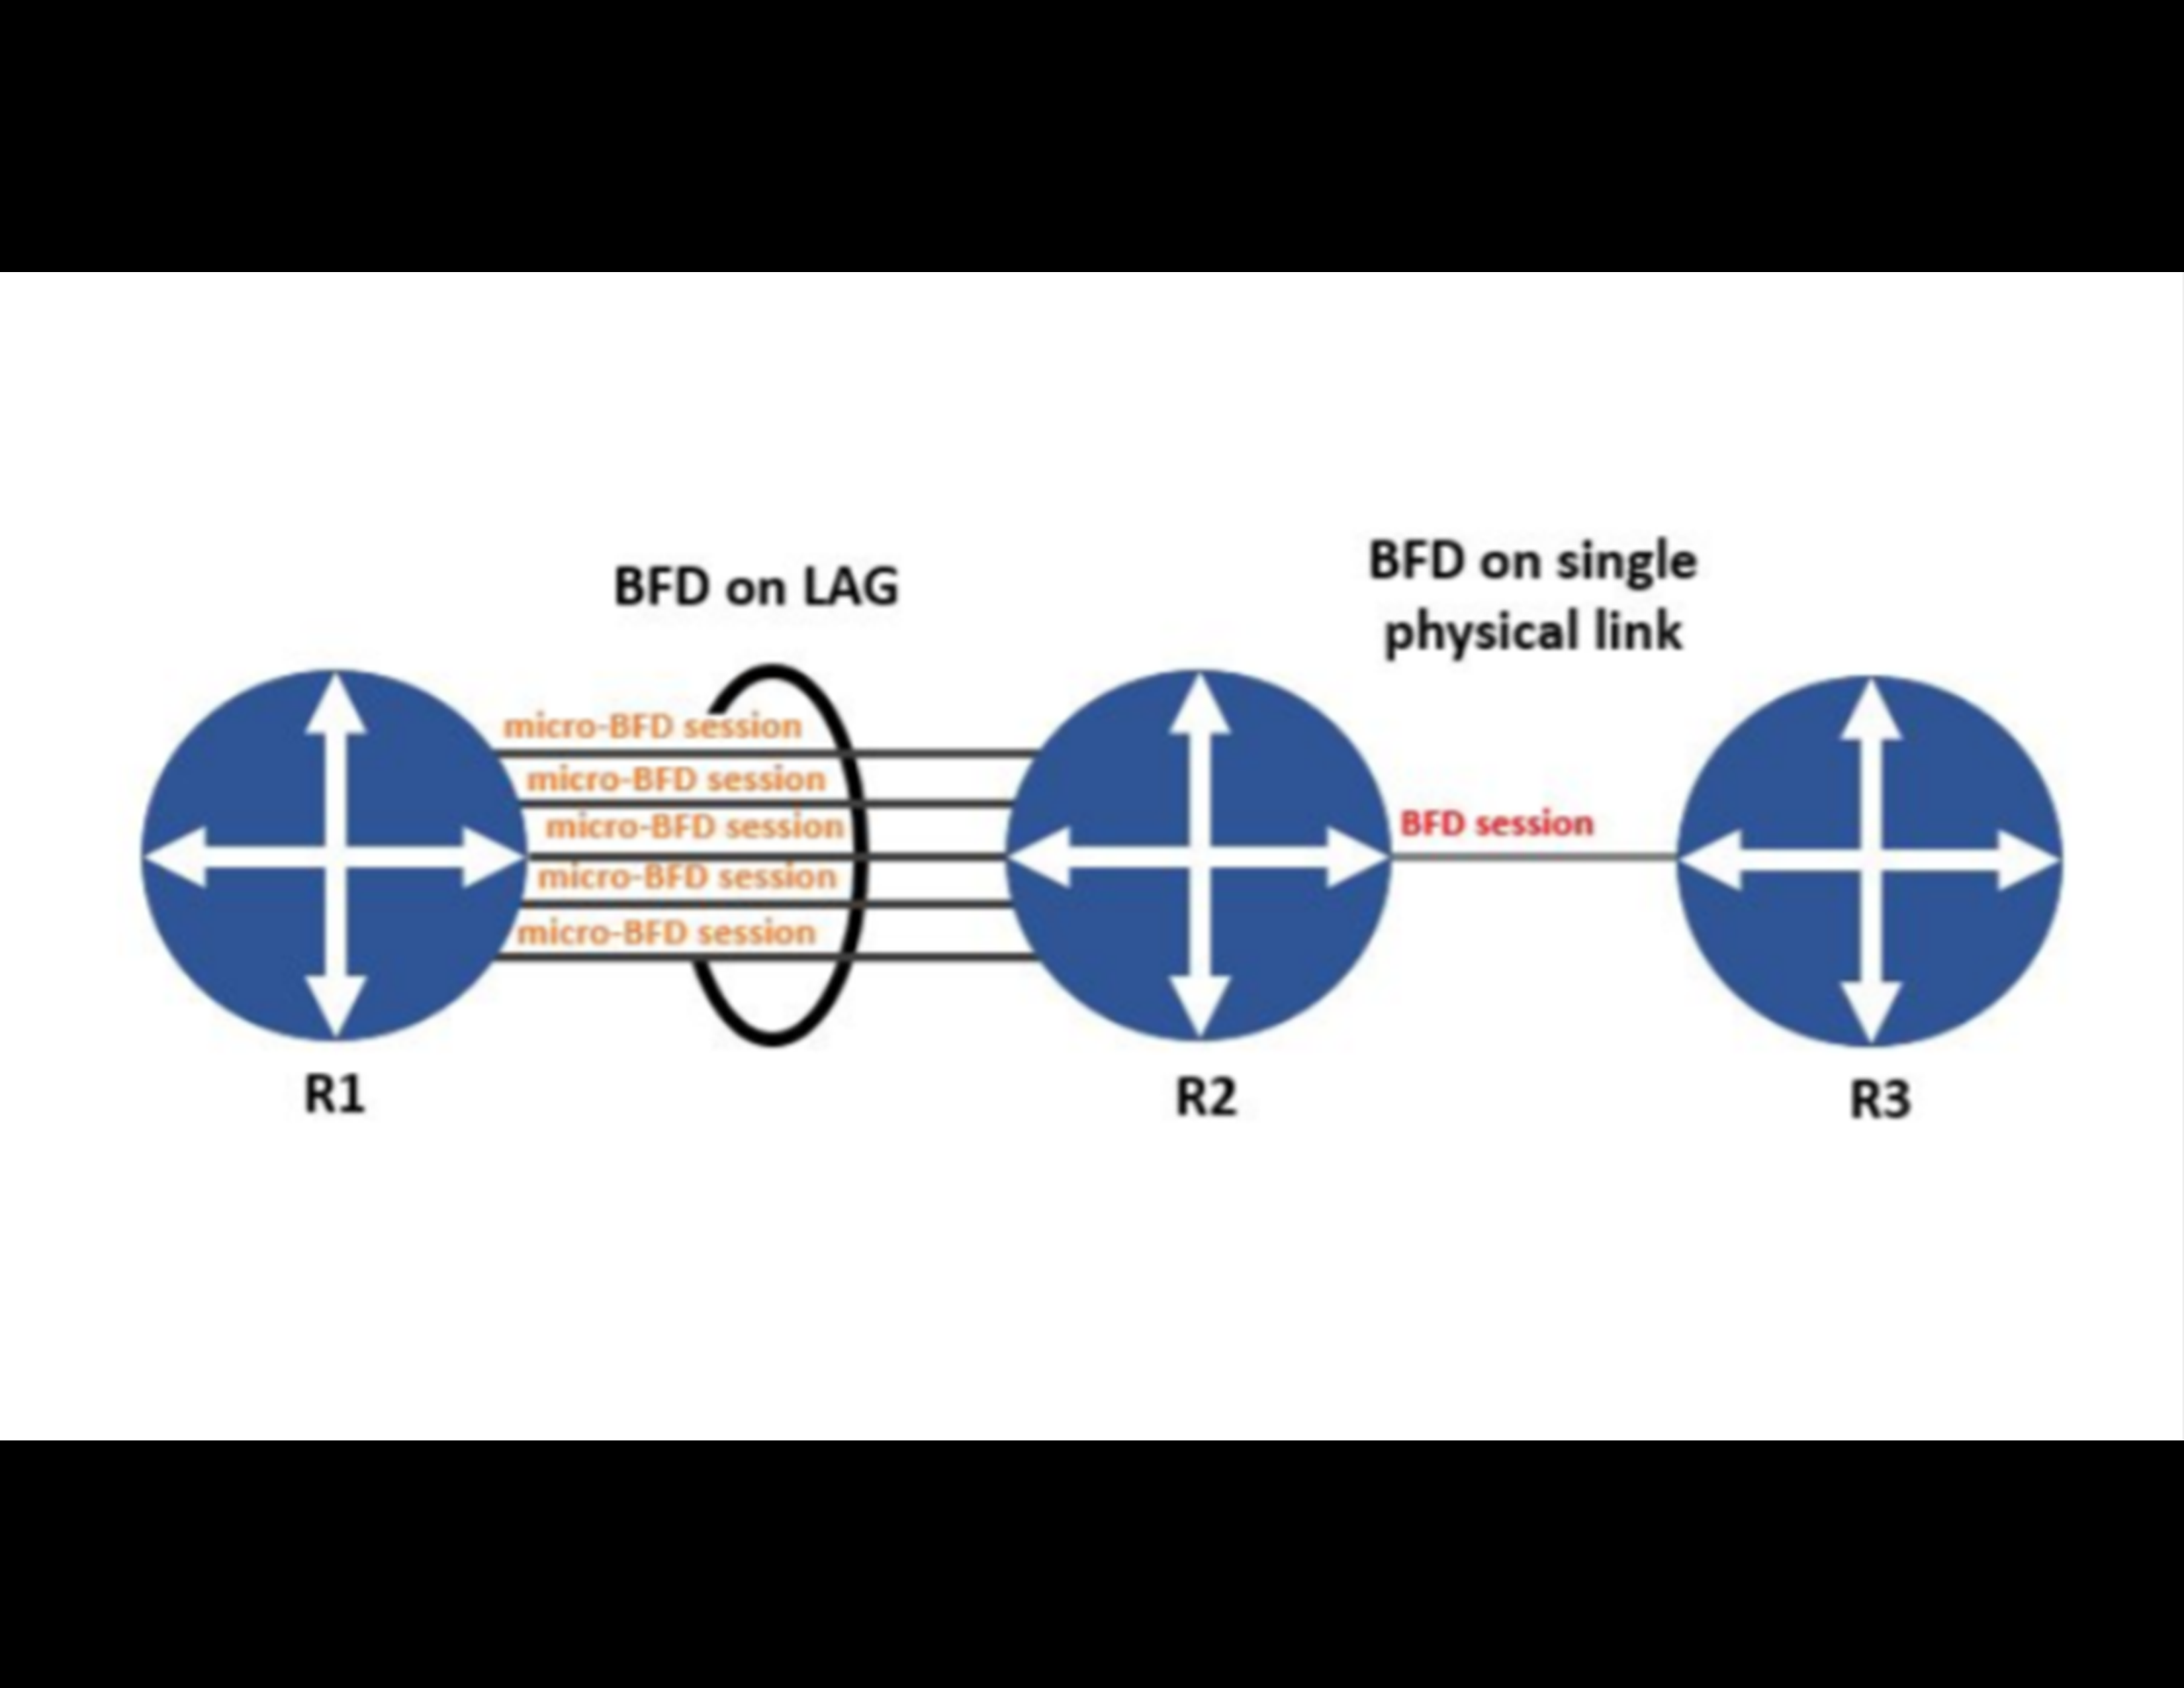 BFD on LAG
BFD on single
physical link
micro-BFD session
micro-BFD session
micro-BFD session
micro-BFD session
micro-BFD session
BFD session
R1
R2
R3